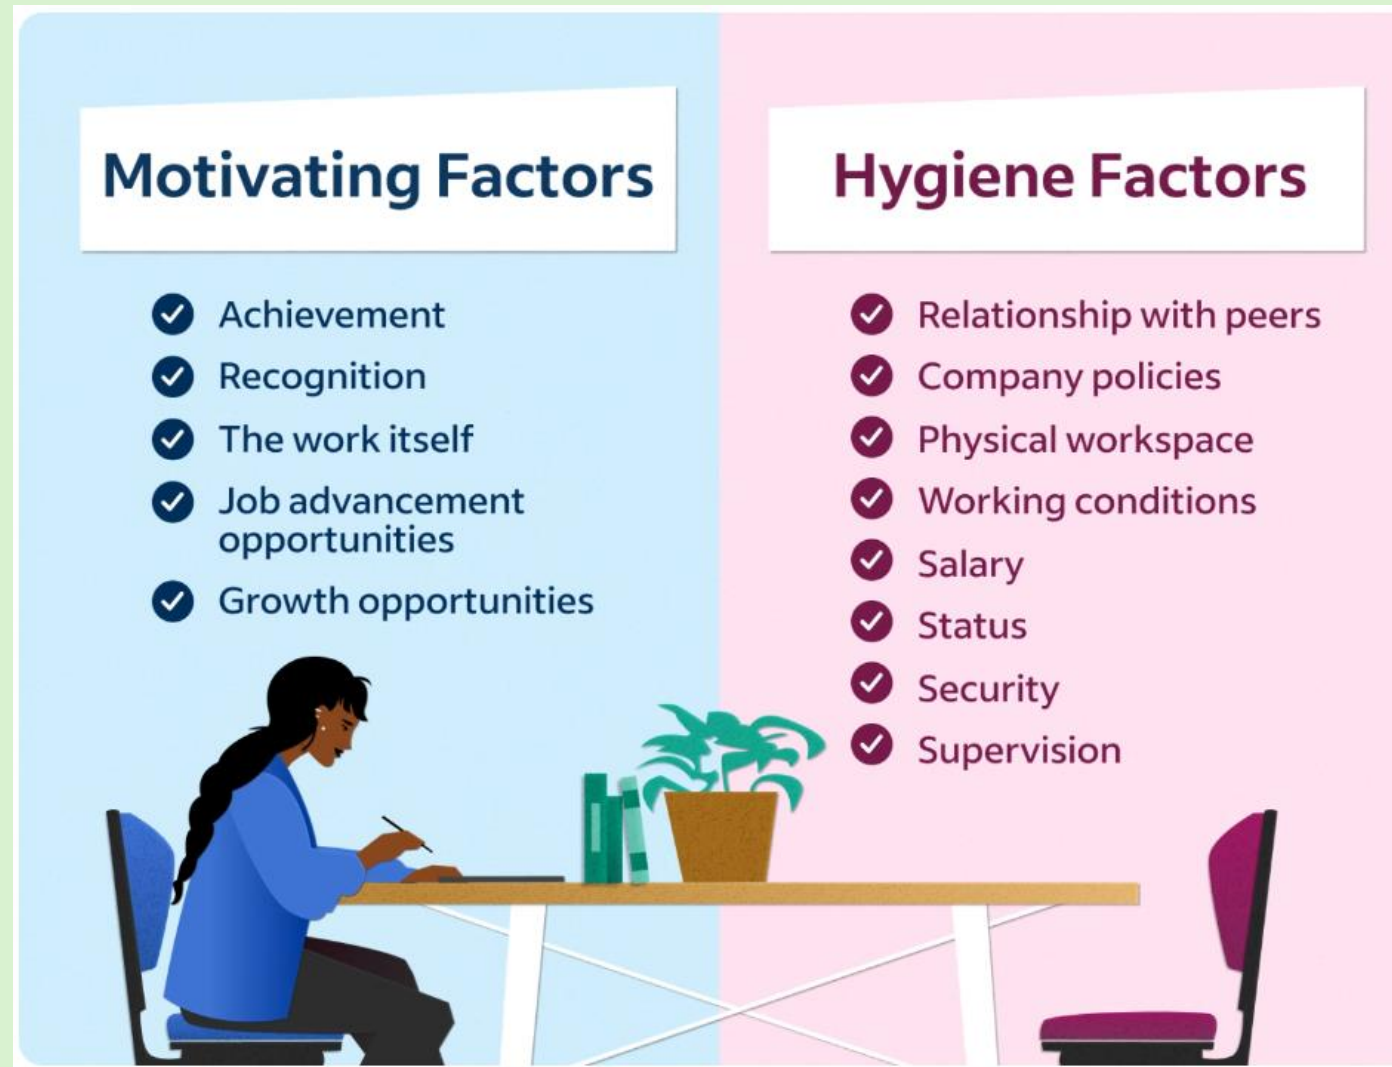 Motivating Factors
Achievement
Recognition
The work itself
Job advancement
opportunities
Growth opportunities
Hygiene Factors
Relationship with peers
Company policies
Physical workspace
Working conditions
Salary
Status
Security
Supervision